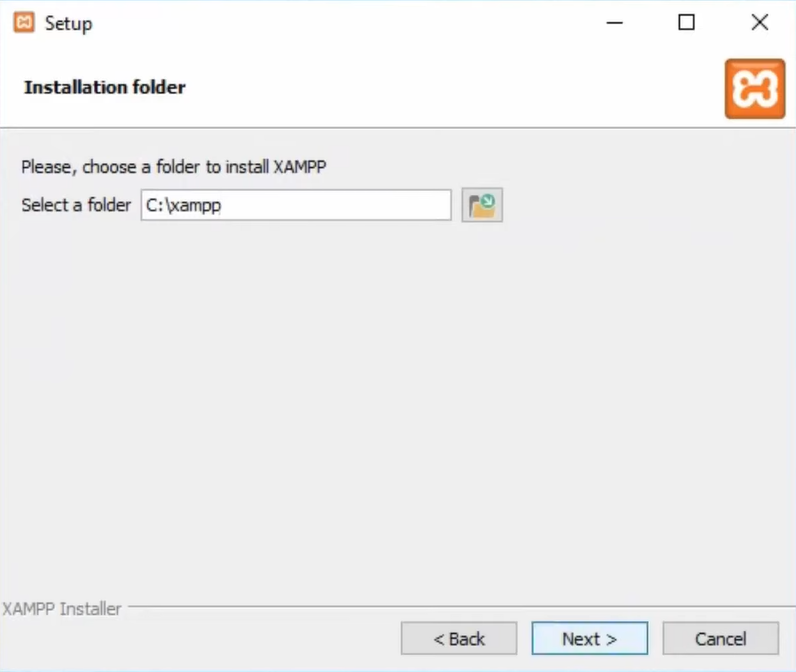 Setup
Installation folder
Please, choose a folder to install XAMPP
Select a folder C:\xampp
XAMPP Installer
< Back Next > Cancel